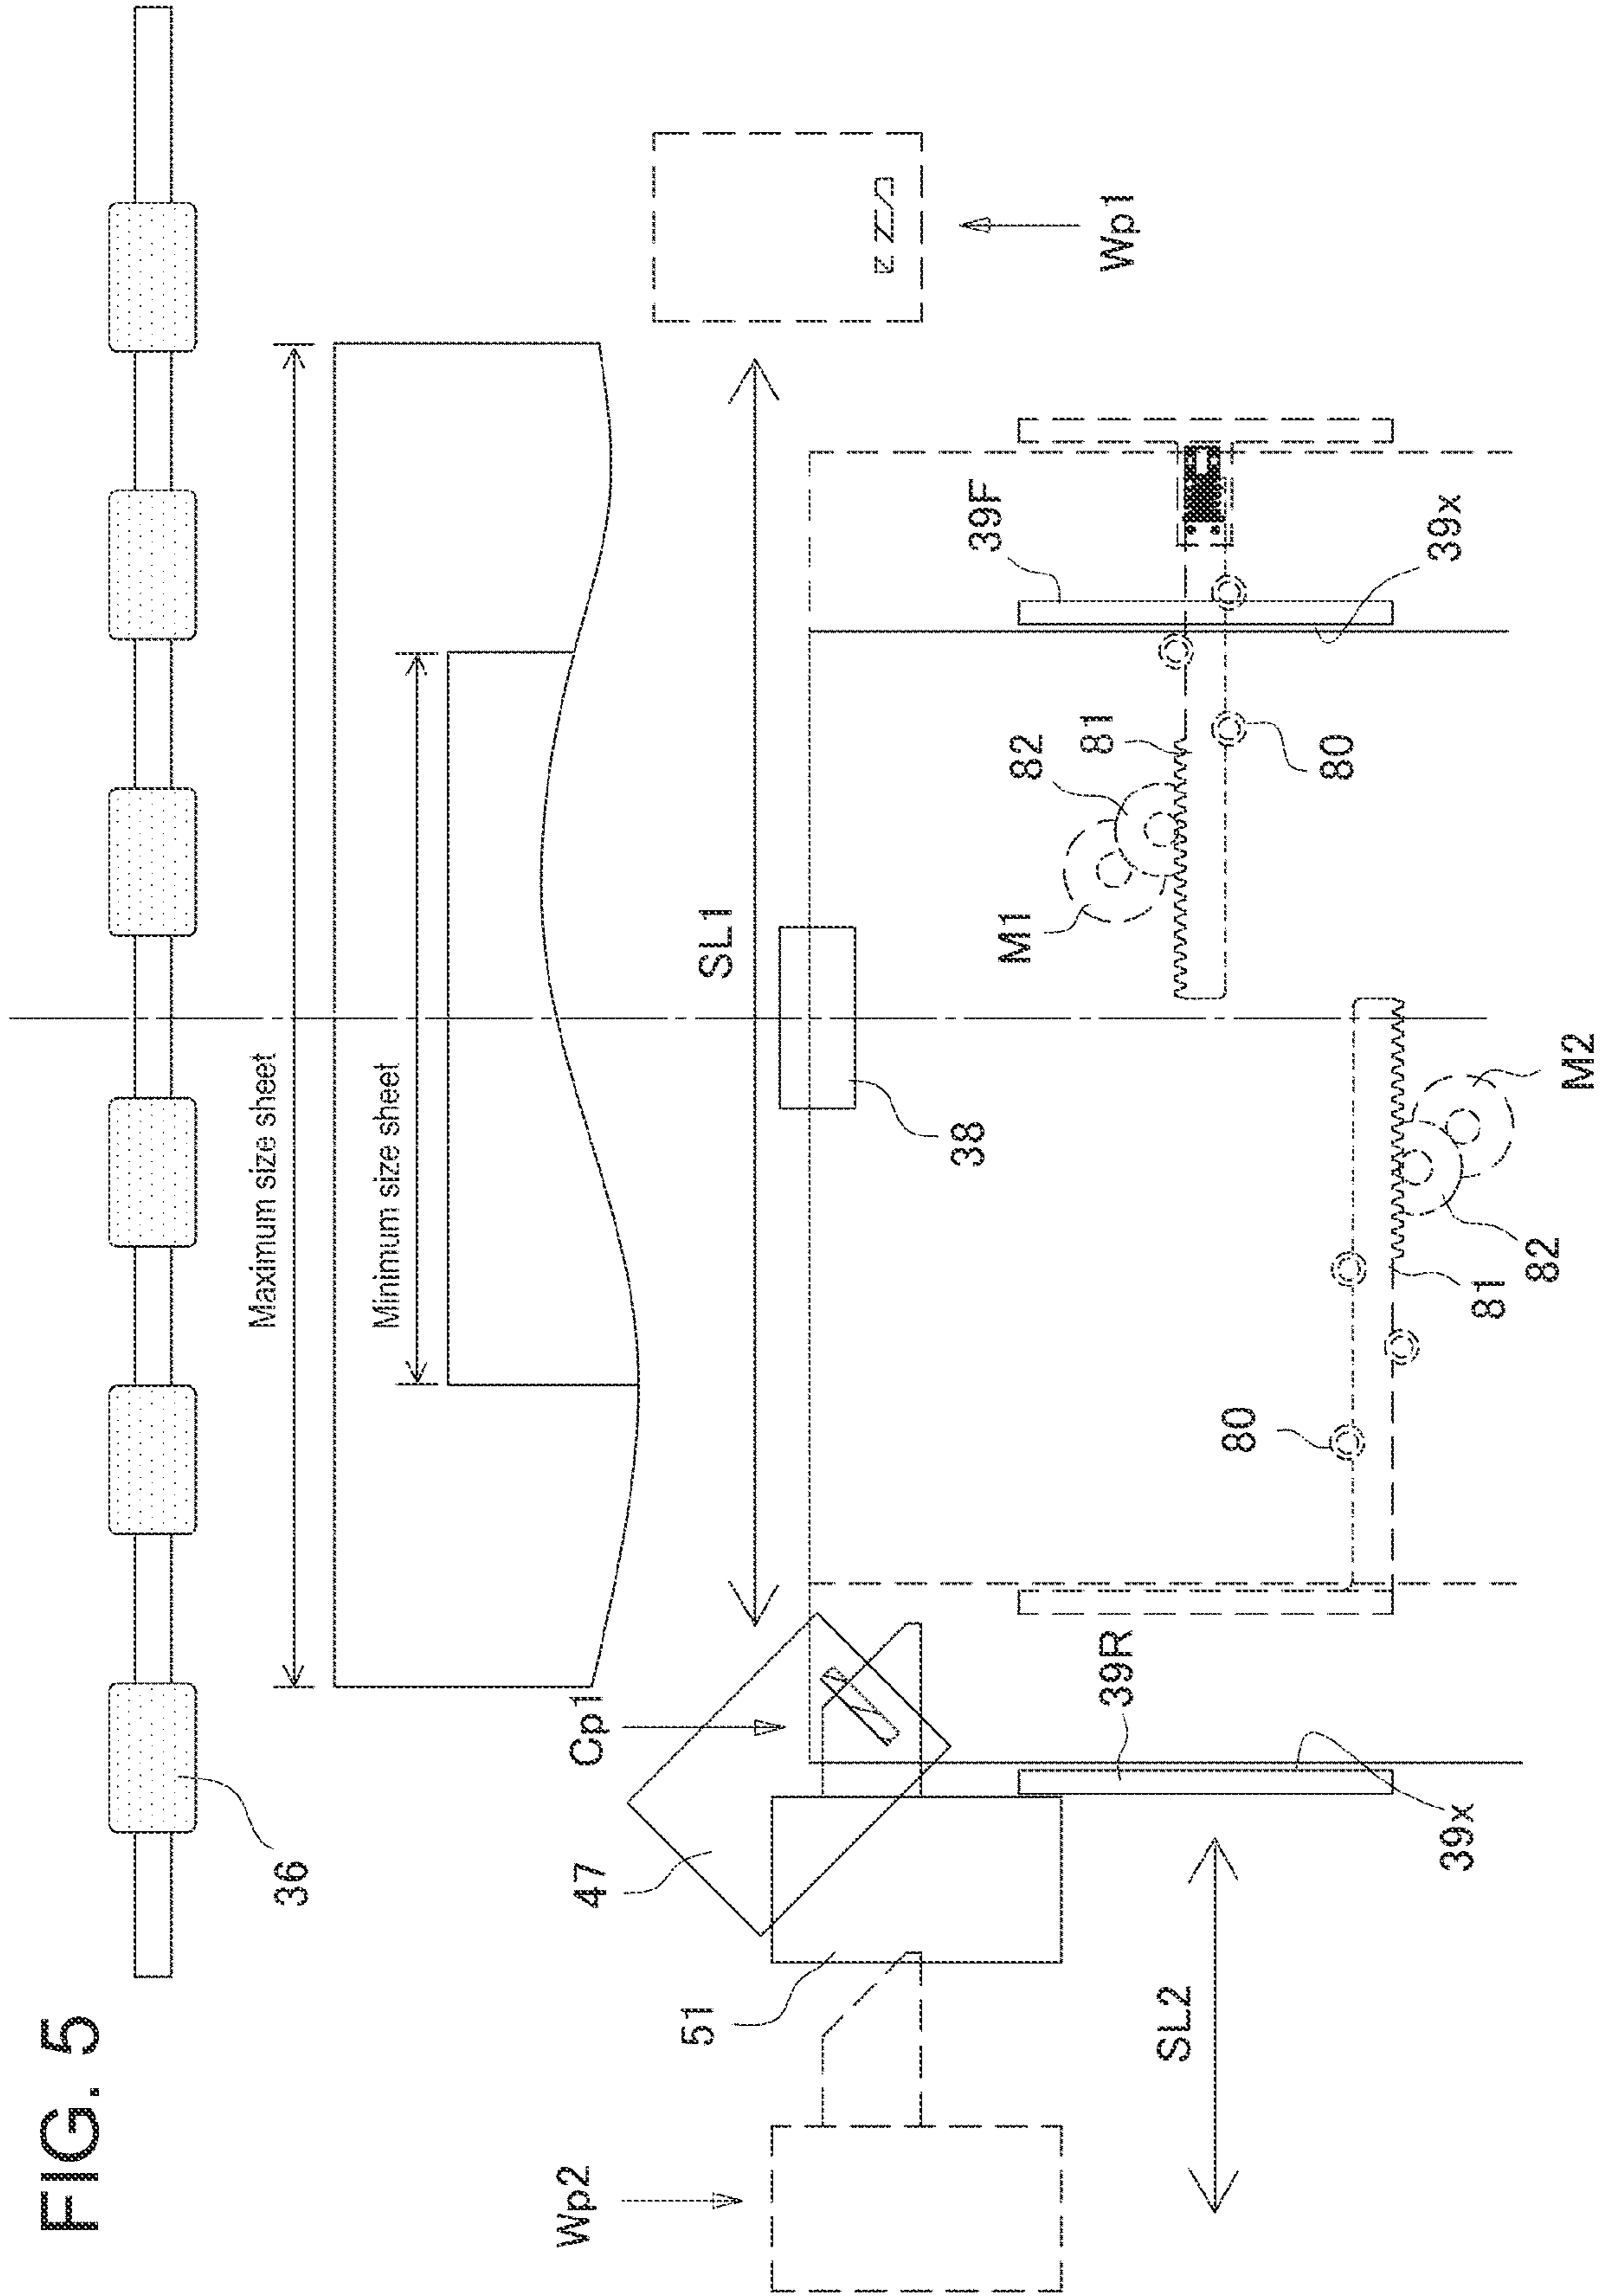 FIG. 5
36
Maximum size sheet
Minimum size sheet
SL1
Wp1
Cp1
47
51
Wp2
38
39F
39x
M1
82
81
80
M2
82
81
80
39R
39x
SL2